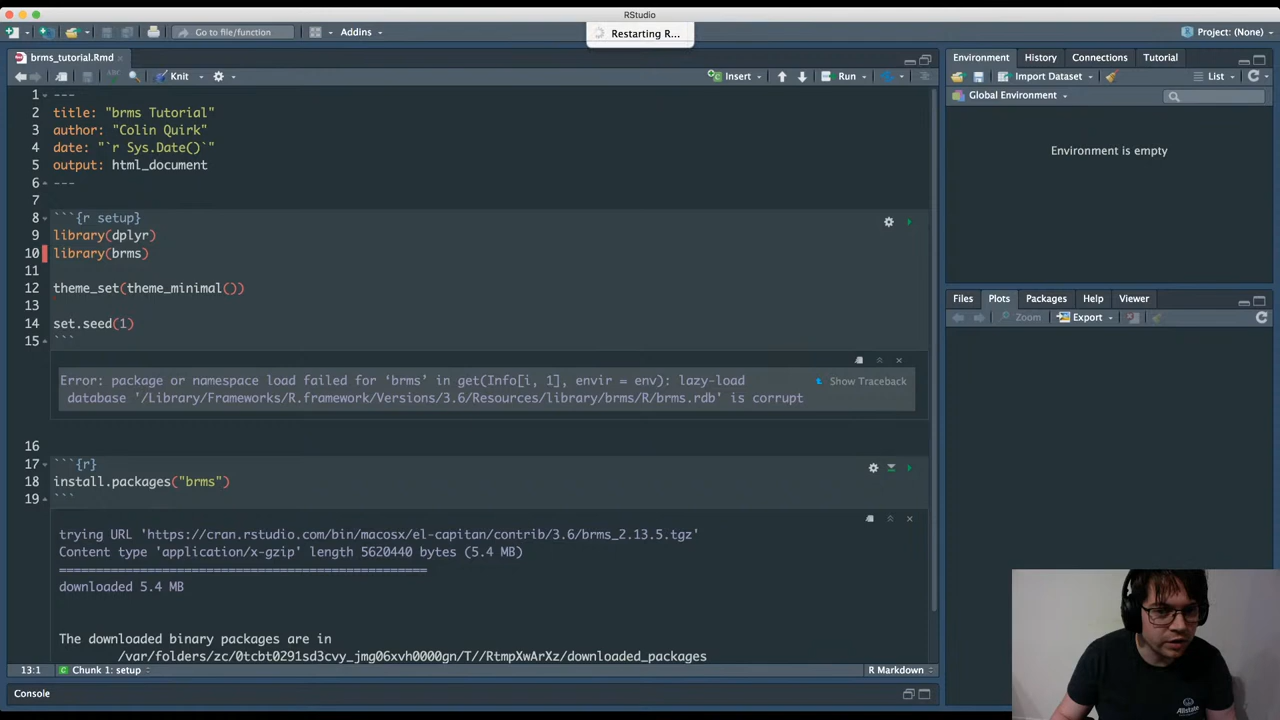 RStudio
Go to file/function
Addins
Restarting R...
Project: (None)
brms_tutorial.Rmd
Knit
Insert
Run
1 ---
2 title: "brms Tutorial"
3 author: "Colin Quirk"
4 date: "`r Sys.Date()`"
5 output: html_document
6 ---
7
8 ```{r setup}
9 library(dplyr)
10 library(brms)
11
12 theme_set(theme_minimal())
13
14 set.seed(1)
15 ```
Error: package or namespace load failed for ‘brms’ in get(Info[i, 1], envir = env): lazy-load
database '/Library/Frameworks/R.framework/Versions/3.6/Resources/library/brms/R/brms.rdb' is corrupt
Show Traceback
16
17 ```{r}
18 install.packages("brms")
19 ```
trying URL 'https://cran.rstudio.com/bin/macosx/el-capitan/contrib/3.6/brms_2.13.5.tgz'
Content type 'application/x-gzip' length 5620440 bytes (5.4 MB)
==================================================
downloaded 5.4 MB
The downloaded binary packages are in
/var/folders/zc/0tcbt0291sd3cvy_jmg06xvh0000gn/T//RtmpXwArXz/downloaded_packages
13:1
Chunk 1: setup
R Markdown
Console
Environment
History
Connections
Tutorial
Import Dataset
List
Global Environment
Environment is empty
Files
Plots
Packages
Help
Viewer
Zoom
Export
Allstate